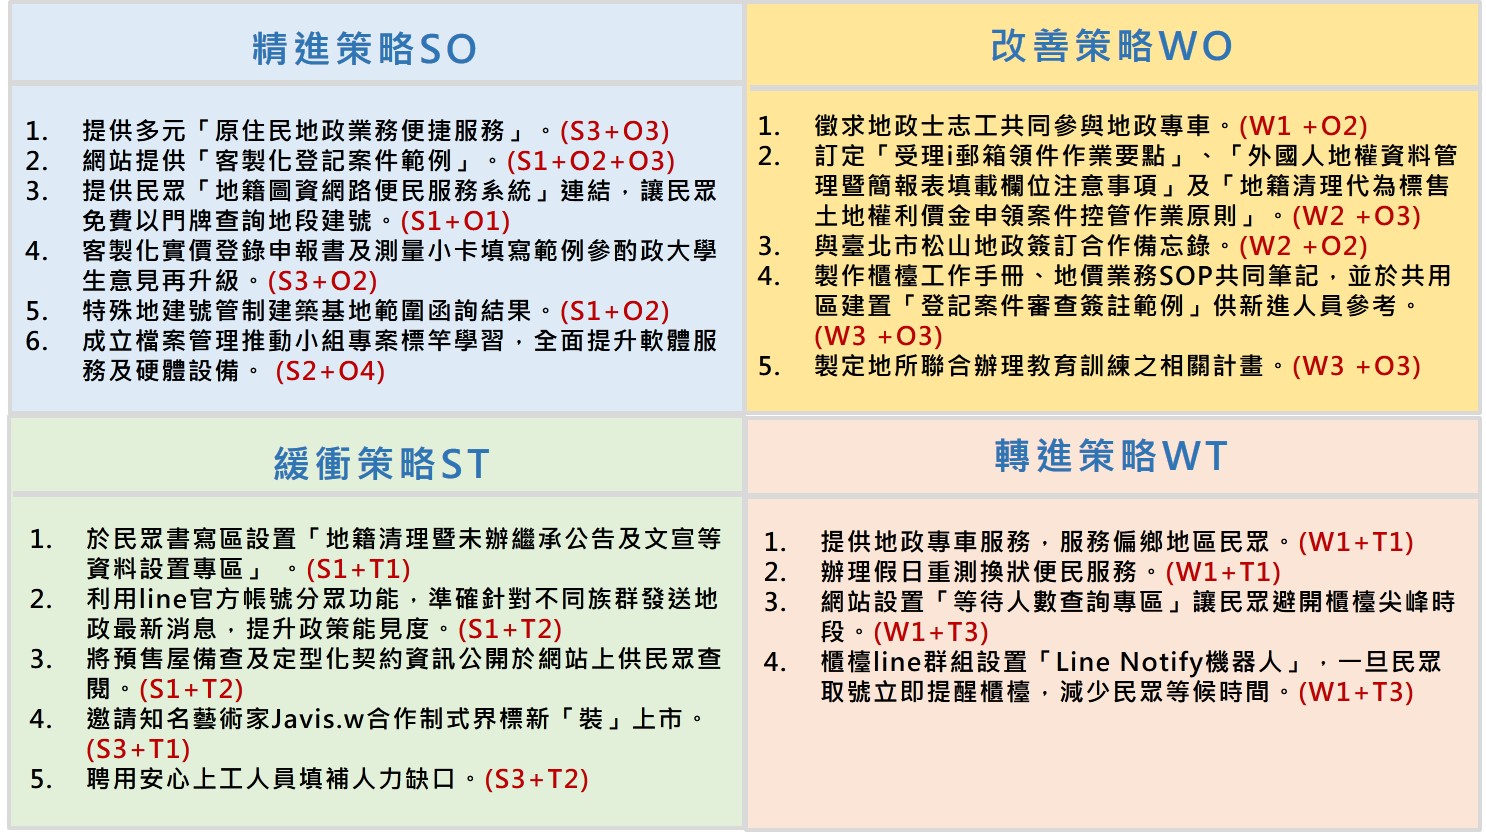 精進策略SO
1. 提供多元「原住民地政業務便捷服務」。(S3+O3)
2. 網站提供「客製化登記案件範例」。(S1+O2+O3)
3. 提供民眾「地籍圖資網路便民服務系統」連結，讓民眾
免費以門牌查詢地段建號。(S1+O1)
4. 客製化實價登錄申報書及測量小卡填寫範例參酌政大學
生意見再升級。(S3+O2)
5. 特殊地建號管制建築基地範圍函詢結果。(S1+O2)
6. 成立檔案管理推動小組專案標竿學習，全面提升軟體服
務及硬體設備。 (S2+O4)
改善策略WO
1. 徵求地政士志工共同參與地政專車。(W1 +O2)
2. 訂定「受理i郵箱領件作業要點」、「外國人地權資料管
理暨簡報表填載欄位注意事項」及「地籍清理代為標售
土地權利價金申領案件控管作業原則」。(W2 +O3)
3. 與臺北市松山地政簽訂合作備忘錄。(W2 +O2)
4. 製作櫃檯工作手冊、地價業務SOP共同筆記，並於共用
區建置「登記案件審查簽註範例」供新進人員參考。
(W3 +O3)
5. 製定地所聯合辦理教育訓練之相關計畫。(W3 +O3)
緩衝策略ST
1. 於民眾書寫區設置「地籍清理暨未辦繼承公告及文宣等
資料設置專區」 。(S1+T1)
2. 利用line官方帳號分眾功能，準確針對不同族群發送地
政最新消息，提升政策能見度。(S1+T2)
3. 將預售屋備查及定型化契約資訊公開於網站上供民眾查
閱。(S1+T2)
4. 邀請知名藝術家Javis.w合作制式界標新「裝」上市。
(S3+T1)
5. 聘用安心上工人員填補人力缺口。(S3+T2)
轉進策略WT
1. 提供地政專車服務，服務偏鄉地區民眾。(W1+T1)
2. 辦理假日重測換狀便民服務。(W1+T1)
3. 網站設置「等待人數查詢專區」讓民眾避開櫃檯尖峰時
段。(W1+T3)
4. 櫃檯line群組設置「Line Notify機器人」，一旦民眾
取號立即提醒櫃檯，減少民眾等候時間。(W1+T3)